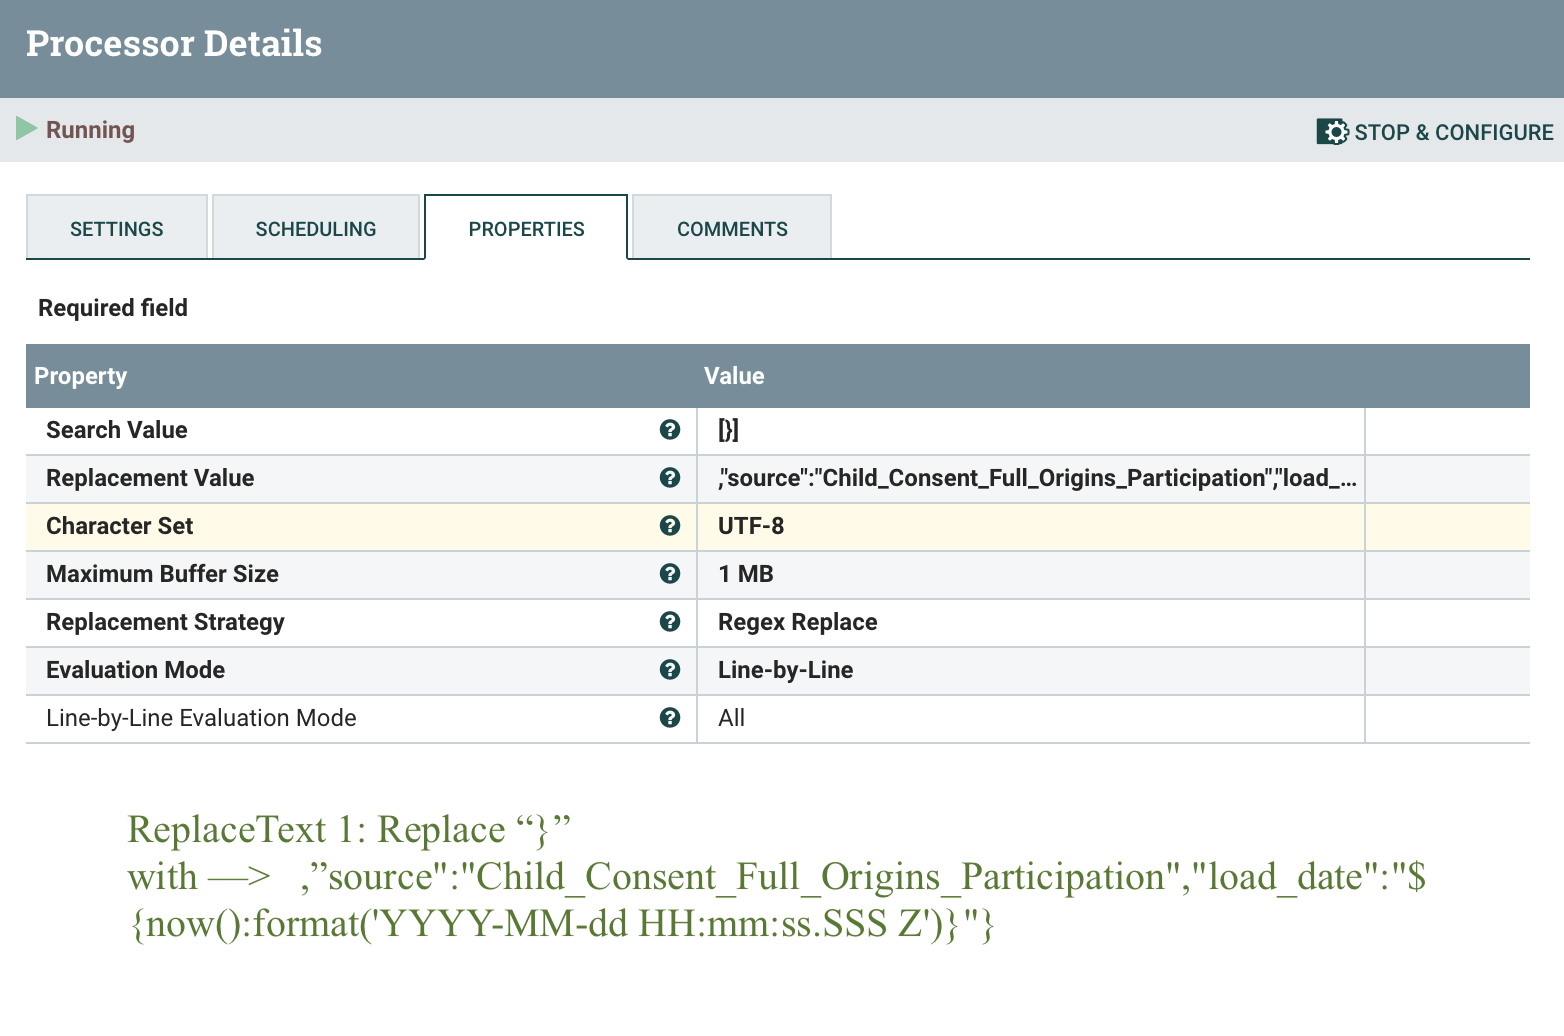 Processor Details
Running
STOP & CONFIGURE
SETTINGS SCHEDULING PROPERTIES COMMENTS
Required field
Property Value
Search Value [}]
Replacement Value ,"source":"Child_Consent_Full_Origins_Participation","load_...
Character Set UTF-8
Maximum Buffer Size 1 MB
Replacement Strategy Regex Replace
Evaluation Mode Line-by-Line
Line-by-Line Evaluation Mode All
ReplaceText 1: Replace “}”
with —> ,”source":"Child_Consent_Full_Origins_Participation","load_date":"$
{now():format('YYYY-MM-dd HH:mm:ss.SSS Z')}"}